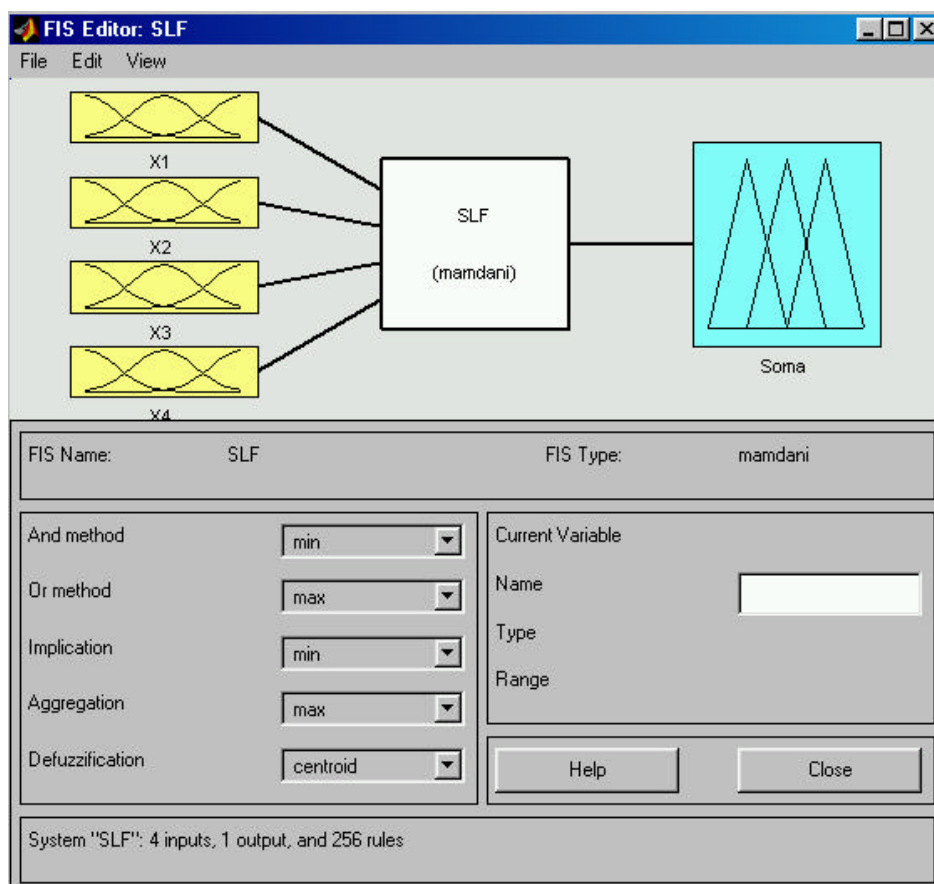 FIS Editor: SLF
File Edit View
X1
X2
X3
X4
SLF
(mamdani)
Soma
FIS Name: SLF FIS Type: mamdani
And method min
Or method max
Implication min
Aggregation max
Defuzzification centroid
Current Variable
Name
Type
Range
Help Close
System "SLF": 4 inputs, 1 output, and 256 rules